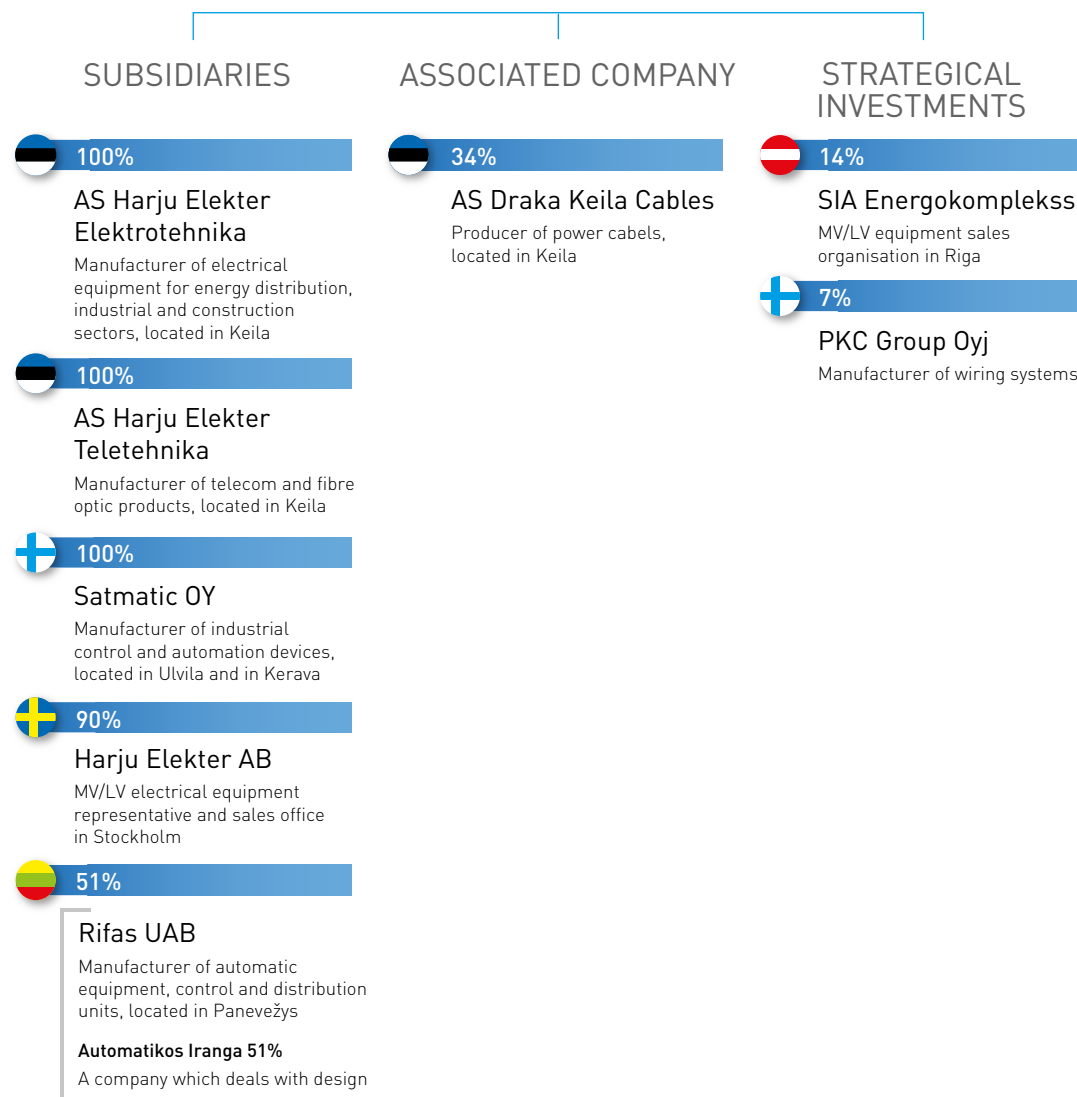 SUBSIDIARIES
100%
AS Harju Elekter
Elektrotehnika
Manufacturer of electrical
equipment for energy distribution,
industrial and construction
sectors, located in Keila
100%
AS Harju Elekter
Teletehnika
Manufacturer of telecom and fibre
optic products, located in Keila
100%
Satmatic OY
Manufacturer of industrial
control and automation devices,
located in Ulvila and in Kerava
90%
Harju Elekter AB
MV/LV electrical equipment
representative and sales office
in Stockholm
51%
Rifas UAB
Manufacturer of automatic
equipment, control and distribution
units, located in Panevežys
Automatikos Iranga 51%
A company which deals with design
ASSOCIATED COMPANY
34%
AS Draka Keila Cables
Producer of power cabels,
located in Keila
STRATEGICAL
INVESTMENTS
14%
SIA Energokomplekss
MV/LV equipment sales
organisation in Riga
7%
PKC Group Oyj
Manufacturer of wiring systems